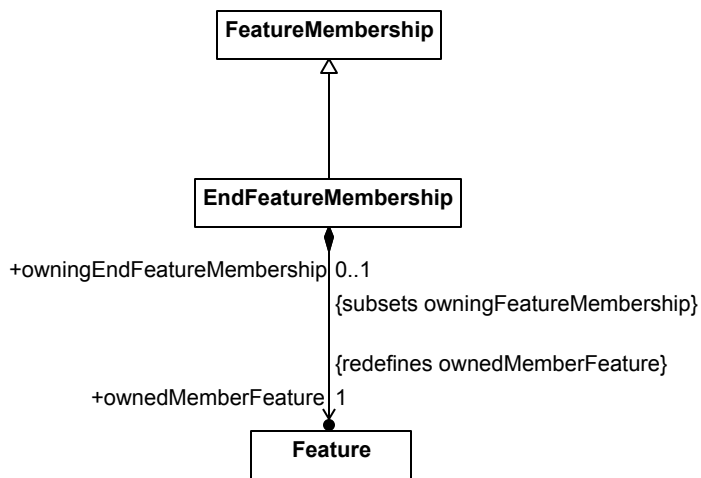 FeatureMembership
EndFeatureMembership
+owningEndFeatureMembership 0..1
{subsets owningFeatureMembership}
{redefines ownedMemberFeature}
+ownedMemberFeature 1
Feature